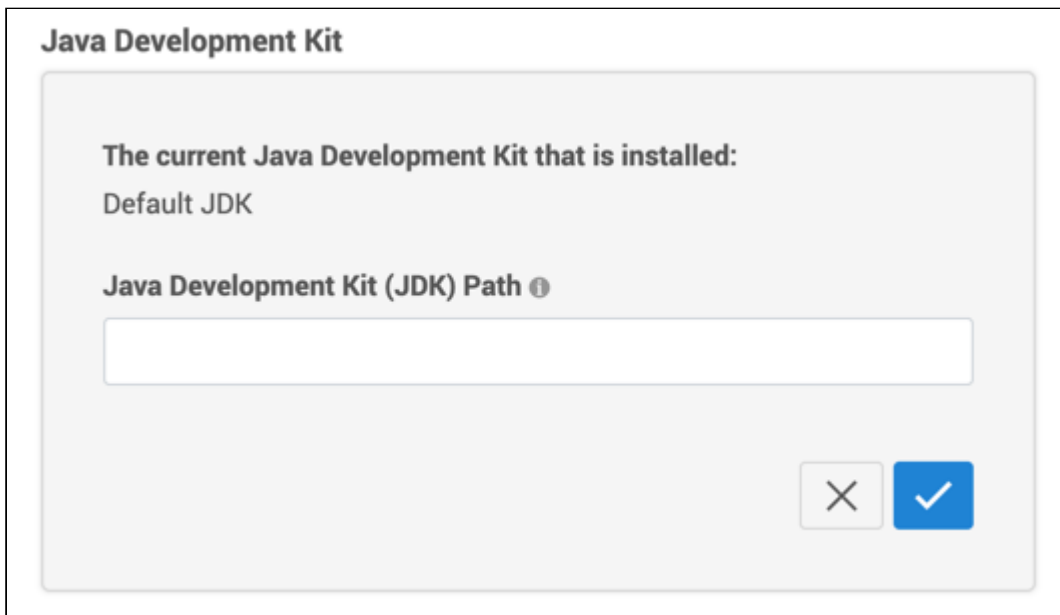 Java Development Kit
The current Java Development Kit that is installed:
Default JDK
Java Development Kit (JDK) Path